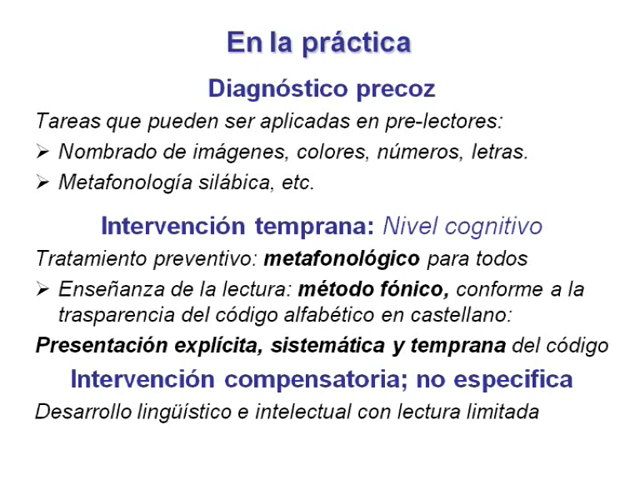 En la práctica
Diagnóstico precoz
Tareas que pueden ser aplicadas en pre-lectores:
➢ Nombrado de imágenes, colores, números, letras.
➢ Metafonología silábica, etc.
Intervención temprana: Nivel cognitivo
Tratamiento preventivo: metafonológico para todos
➢ Enseñanza de la lectura: método fónico, conforme a la
trasparencia del código alfabético en castellano:
Presentación explícita, sistemática y temprana del código
Intervención compensatoria; no especifica
Desarrollo lingüístico e intelectual con lectura limitada